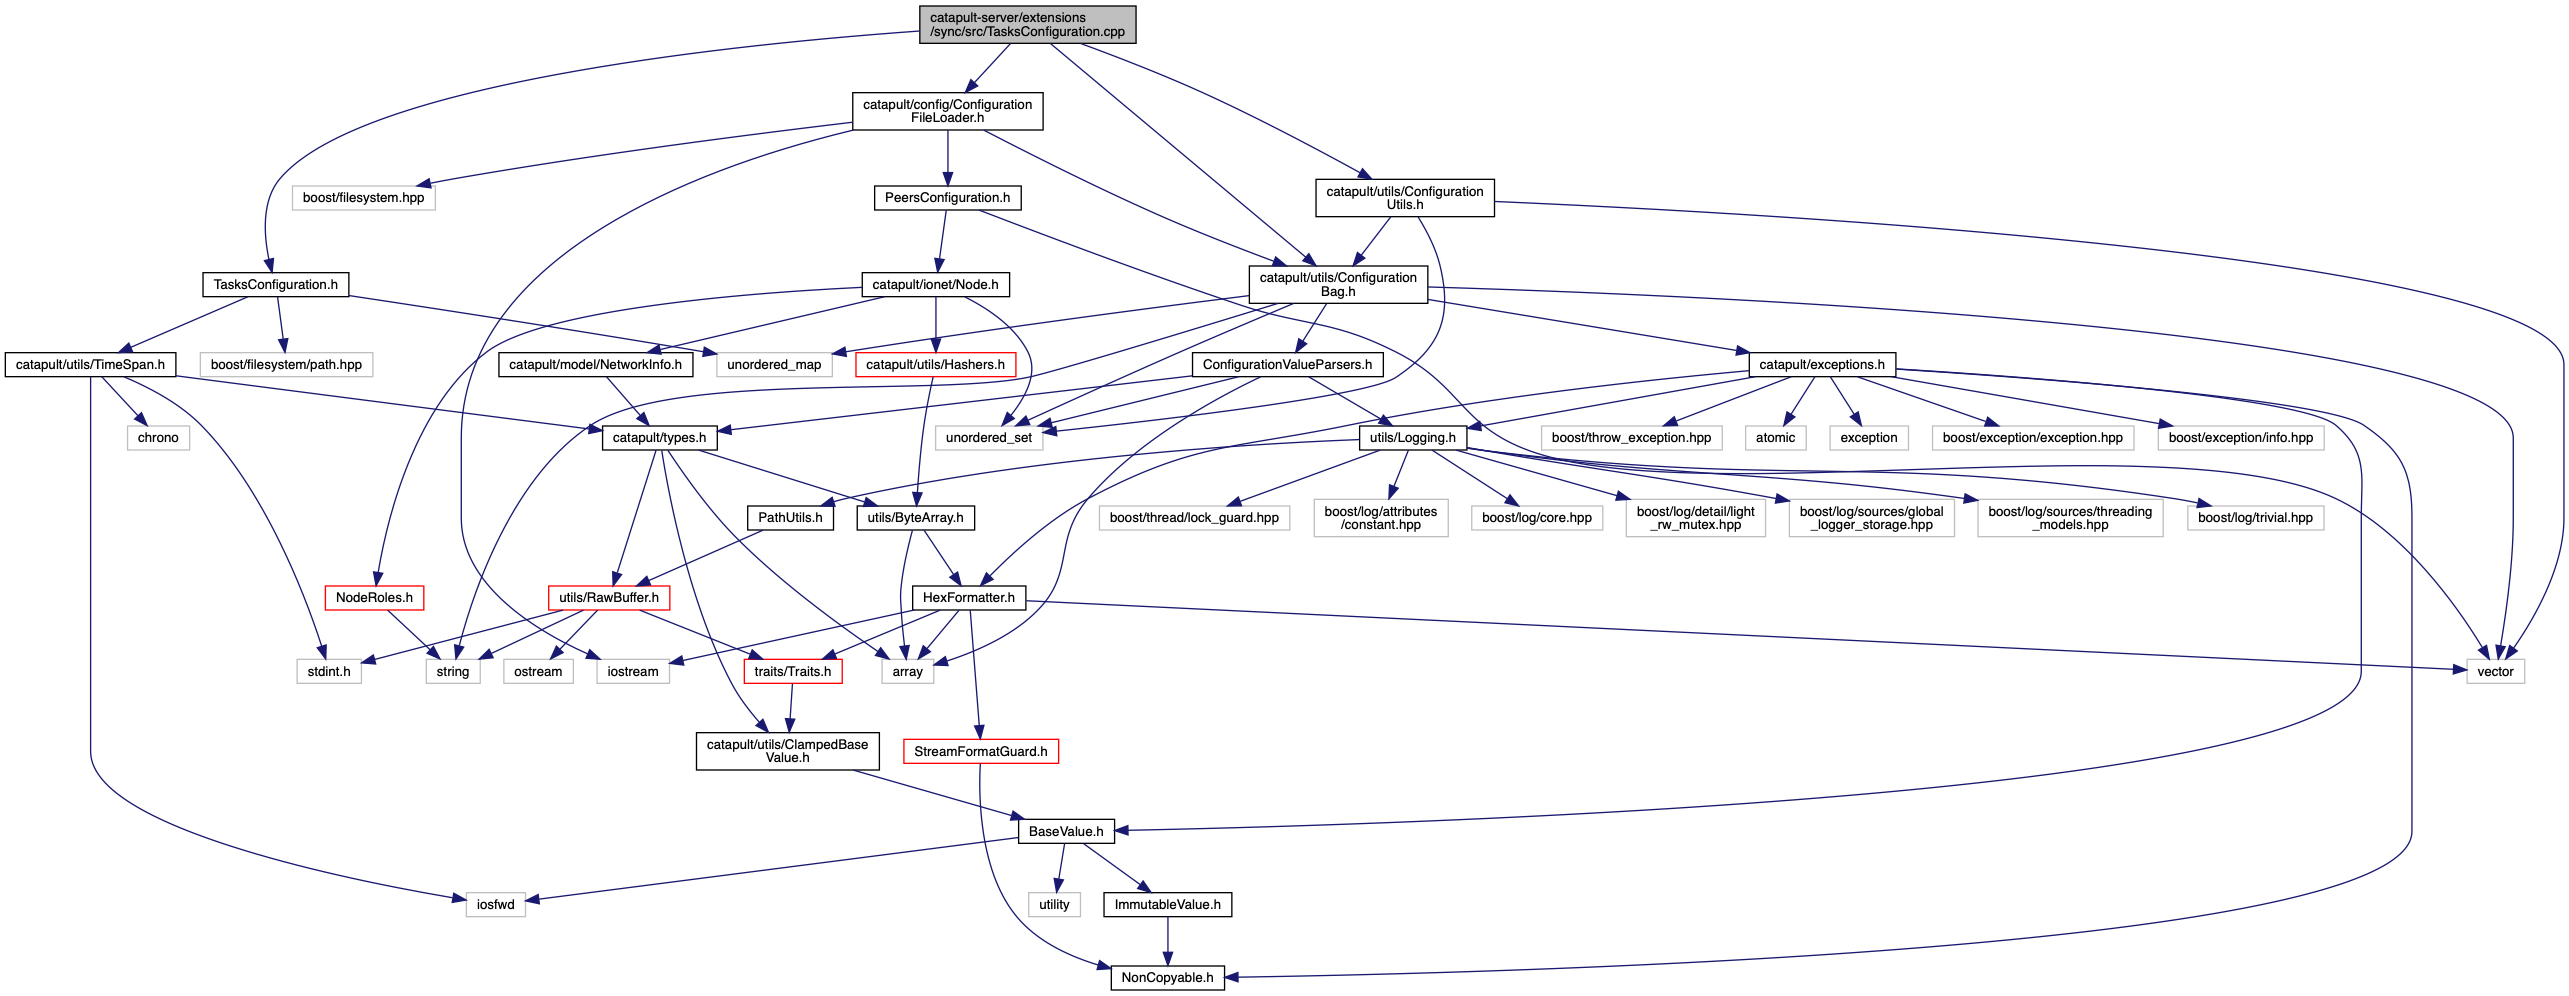 catapult-server/extensions
/sync/src/TasksConfiguration.cpp
catapult/config/Configuration
FileLoader.h
boost/filesystem.hpp
PeersConfiguration.h
catapult/utils/Configuration
Utils.h
TasksConfiguration.h
catapult/ionet/Node.h
catapult/utils/Configuration
Bag.h
catapult/utils/TimeSpan.h
boost/filesystem/path.hpp
catapult/model/NetworkInfo.h
unordered_map
catapult/utils/Hashers.h
ConfigurationValueParsers.h
catapult/exceptions.h
chrono
catapult/types.h
unordered_set
utils/Logging.h
boost/throw_exception.hpp
atomic
exception
boost/exception/exception.hpp
boost/exception/info.hpp
PathUtils.h
utils/ByteArray.h
boost/thread/lock_guard.hpp
boost/log/attributes
/constant.hpp
boost/log/core.hpp
boost/log/detail/light
_rw_mutex.hpp
boost/log/sources/global
_logger_storage.hpp
boost/log/sources/threading
_models.hpp
boost/log/trivial.hpp
NodeRoles.h
utils/RawBuffer.h
HexFormatter.h
stdint.h
string
ostream
iostream
traits/Traits.h
array
vector
catapult/utils/ClampedBase
Value.h
StreamFormatGuard.h
BaseValue.h
iosfwd
utility
ImmutableValue.h
NonCopyable.h